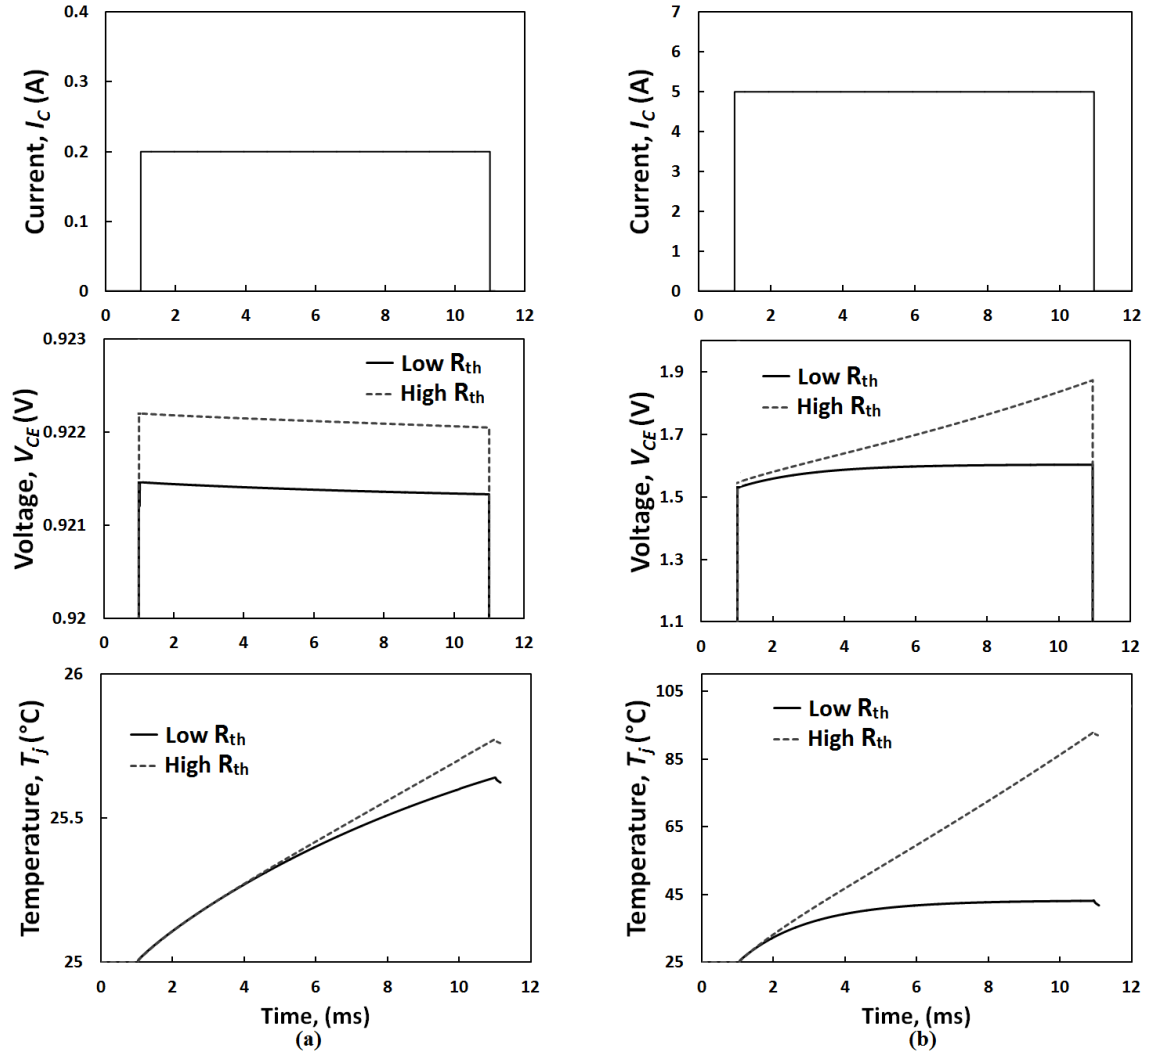 Current, IC (A)
0.4
0.3
0.2
0.1
0
0 2 4 6 8 10 12
Current, IC (A)
7
6
5
4
3
2
1
0
0 2 4 6 8 10 12
Voltage, VCE (V)
0.923
0.922
0.921
0.92
Low Rth
High Rth
0 2 4 6 8 10 12
Voltage, VCE (V)
1.9
1.7
1.5
1.3
1.1
Low Rth
High Rth
0 2 4 6 8 10 12
Temperature, Tj (°C)
26
25.5
25
Low Rth
High Rth
0 2 4 6 8 10 12
Time, (ms)
(a)
Temperature, Tj (°C)
105
85
65
45
25
Low Rth
High Rth
0 2 4 6 8 10 12
Time, (ms)
(b)